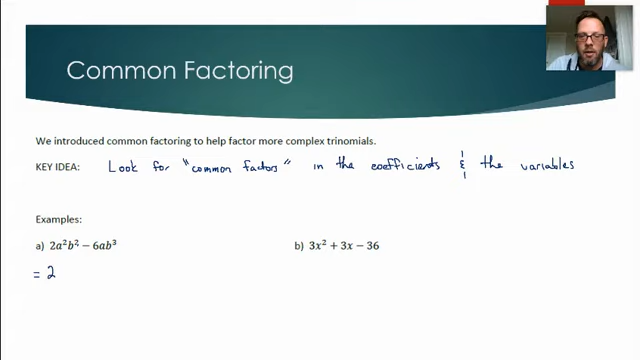 Common Factoring
We introduced common factoring to help factor more complex trinomials.
KEY IDEA: Look for "common factors" in the coefficients & the variables
Examples:
a) 2a²b² − 6ab³ b) 3x² + 3x − 36
= 2